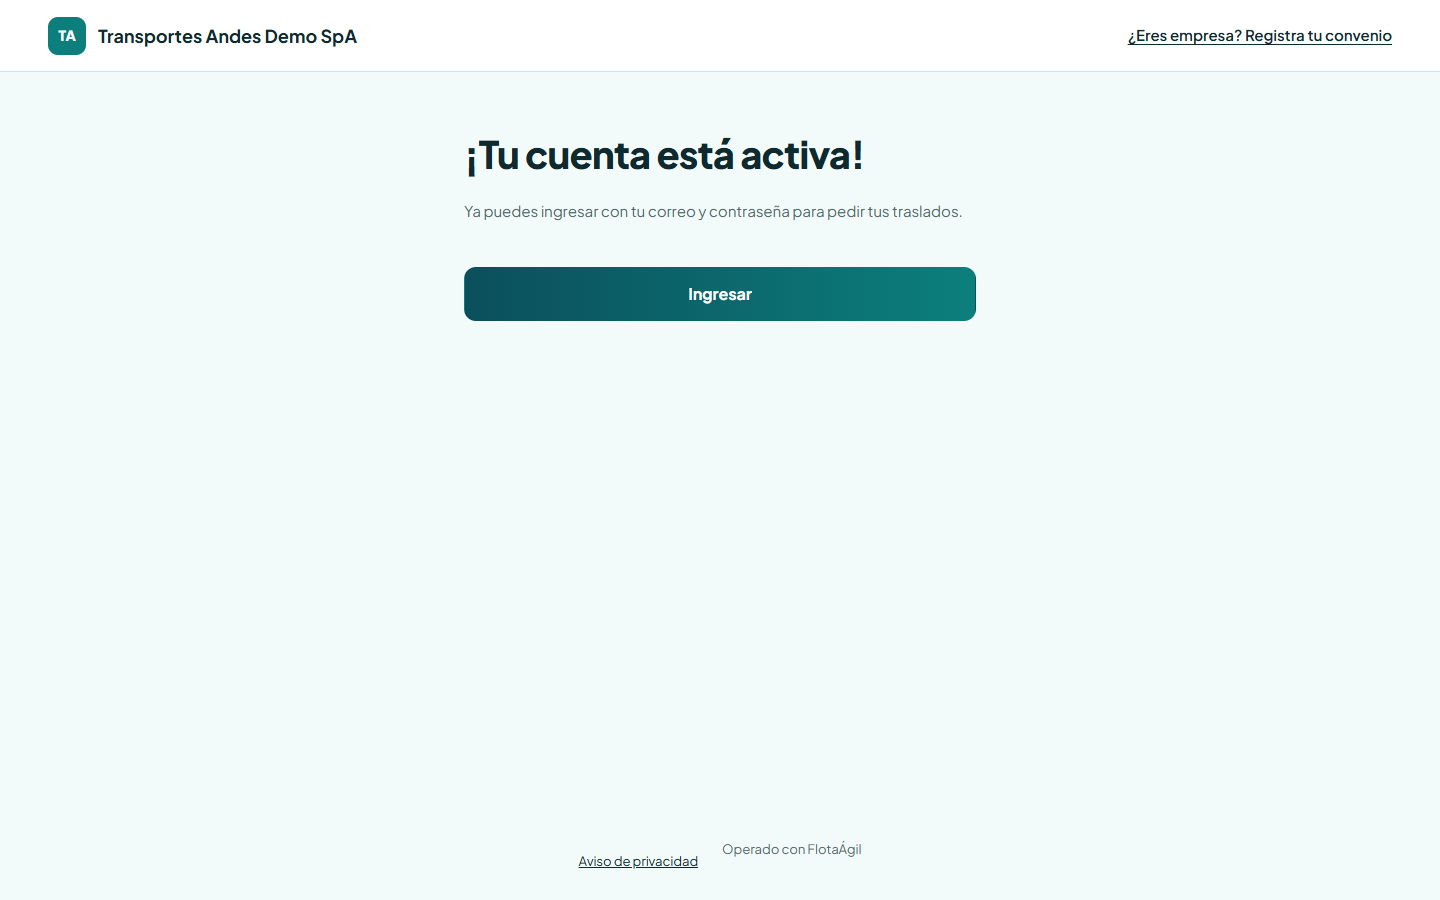 TA
Transportes Andes Demo SpA
¿Eres empresa? Registra tu convenio
¡Tu cuenta está activa!
Ya puedes ingresar con tu correo y contraseña para pedir tus traslados.
Ingresar
Aviso de privacidad
Operado con FlotaÁgil